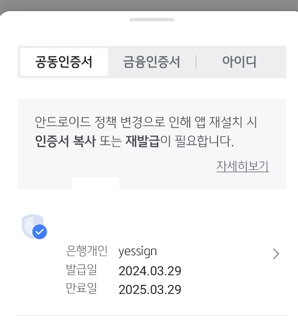 공동인증서 금융인증서 아이디
안드로이드 정책 변경으로 인해 앱 재설치 시
인증서 복사 또는 재발급이 필요합니다.
자세히보기
은행개인 yessign
발급일 2024.03.29
만료일 2025.03.29